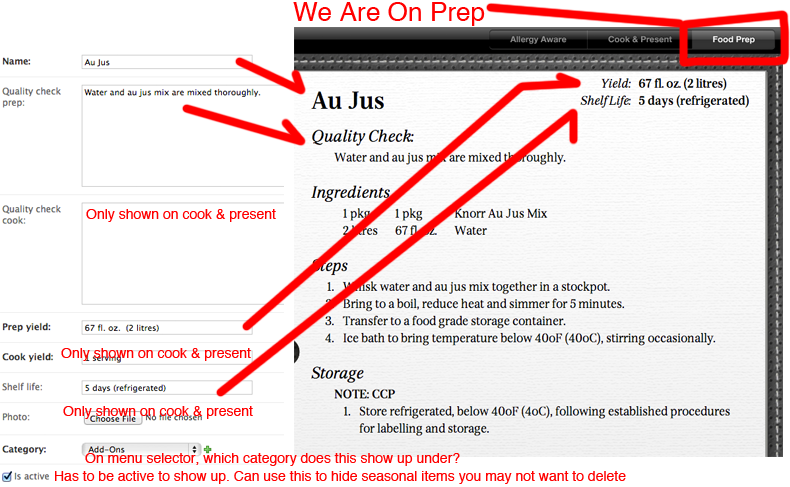 We Are On Prep
Allergy Aware
Cook & Present
Food Prep
Name:
Au Jus
Quality check
prep:
Water and au jus mix are mixed thoroughly.
Quality check
cook:
Only shown on cook & present
Prep yield:
67 fl. oz. (2 litres)
Cook yield:
1 serving
Only shown on cook & present
Shelf life:
5 days (refrigerated)
Photo:
Choose File No file chosen
Only shown on cook & present
Category:
Add-Ons
On menu selector, which category does this show up under?
Is active
Has to be active to show up. Can use this to hide seasonal items you may not want to delete
Yield: 67 fl. oz. (2 litres)
Shelf Life: 5 days (refrigerated)
Au Jus
Quality Check:
Water and au jus mix are mixed thoroughly.
Ingredients
1 pkg 1 pkg Knorr Au Jus Mix
2 litres 67 fl. oz. Water
Steps
1. Whisk water and au jus mix together in a stockpot.
2. Bring to a boil, reduce heat and simmer for 5 minutes.
3. Transfer to a food grade storage container.
4. Ice bath to bring temperature below 40oF (40oC), stirring occasionally.
Storage
NOTE: CCP
1. Store refrigerated, below 40oF (4oC), following established procedures
for labelling and storage.